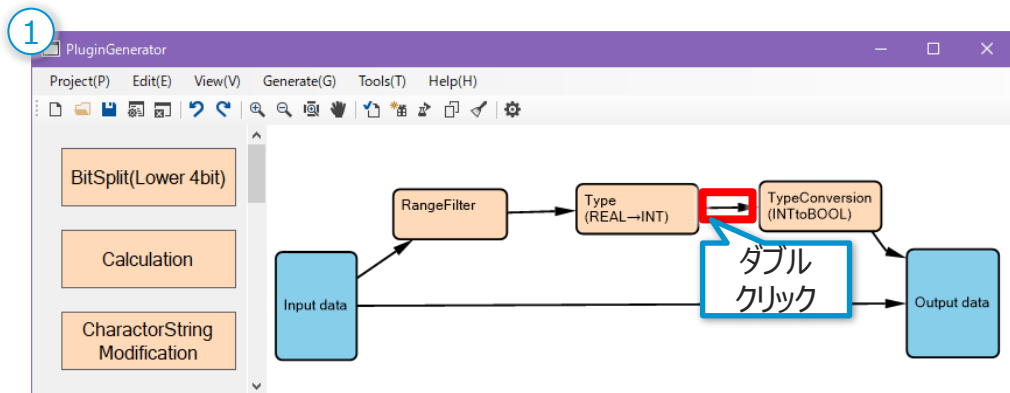 1
PluginGenerator
Project(P) Edit(E) View(V) Generate(G) Tools(T) Help(H)
BitSplit(Lower 4bit)
Calculation
CharactorString
Modification
Input data
RangeFilter
Type
(REAL→INT)
TypeConversion
(INTtoBOOL)
ダブル
クリック
Output data